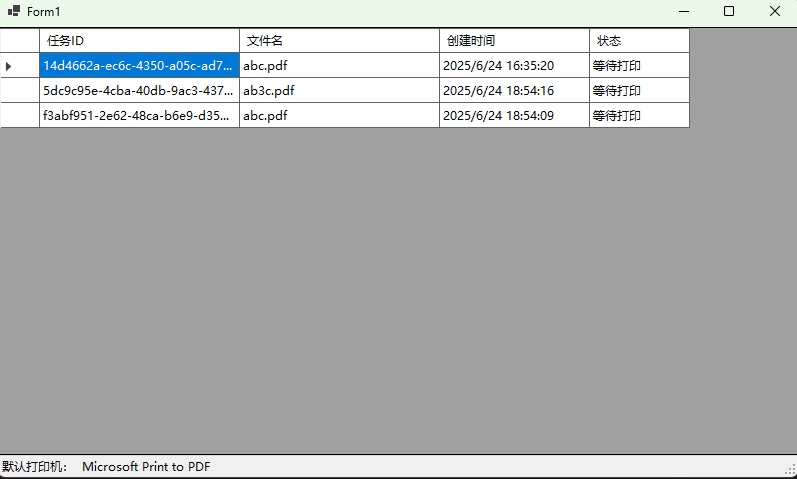 Form1
任务ID 文件名 创建时间 状态
14d4662a-ec6c-4350-a05c-ad7... abc.pdf 2025/6/24 16:35:20 等待打印
5dc9c95e-4cba-40db-9ac3-437... ab3c.pdf 2025/6/24 18:54:16 等待打印
f3abf951-2e62-48ca-b6e9-d35... abc.pdf 2025/6/24 18:54:09 等待打印
默认打印机： Microsoft Print to PDF